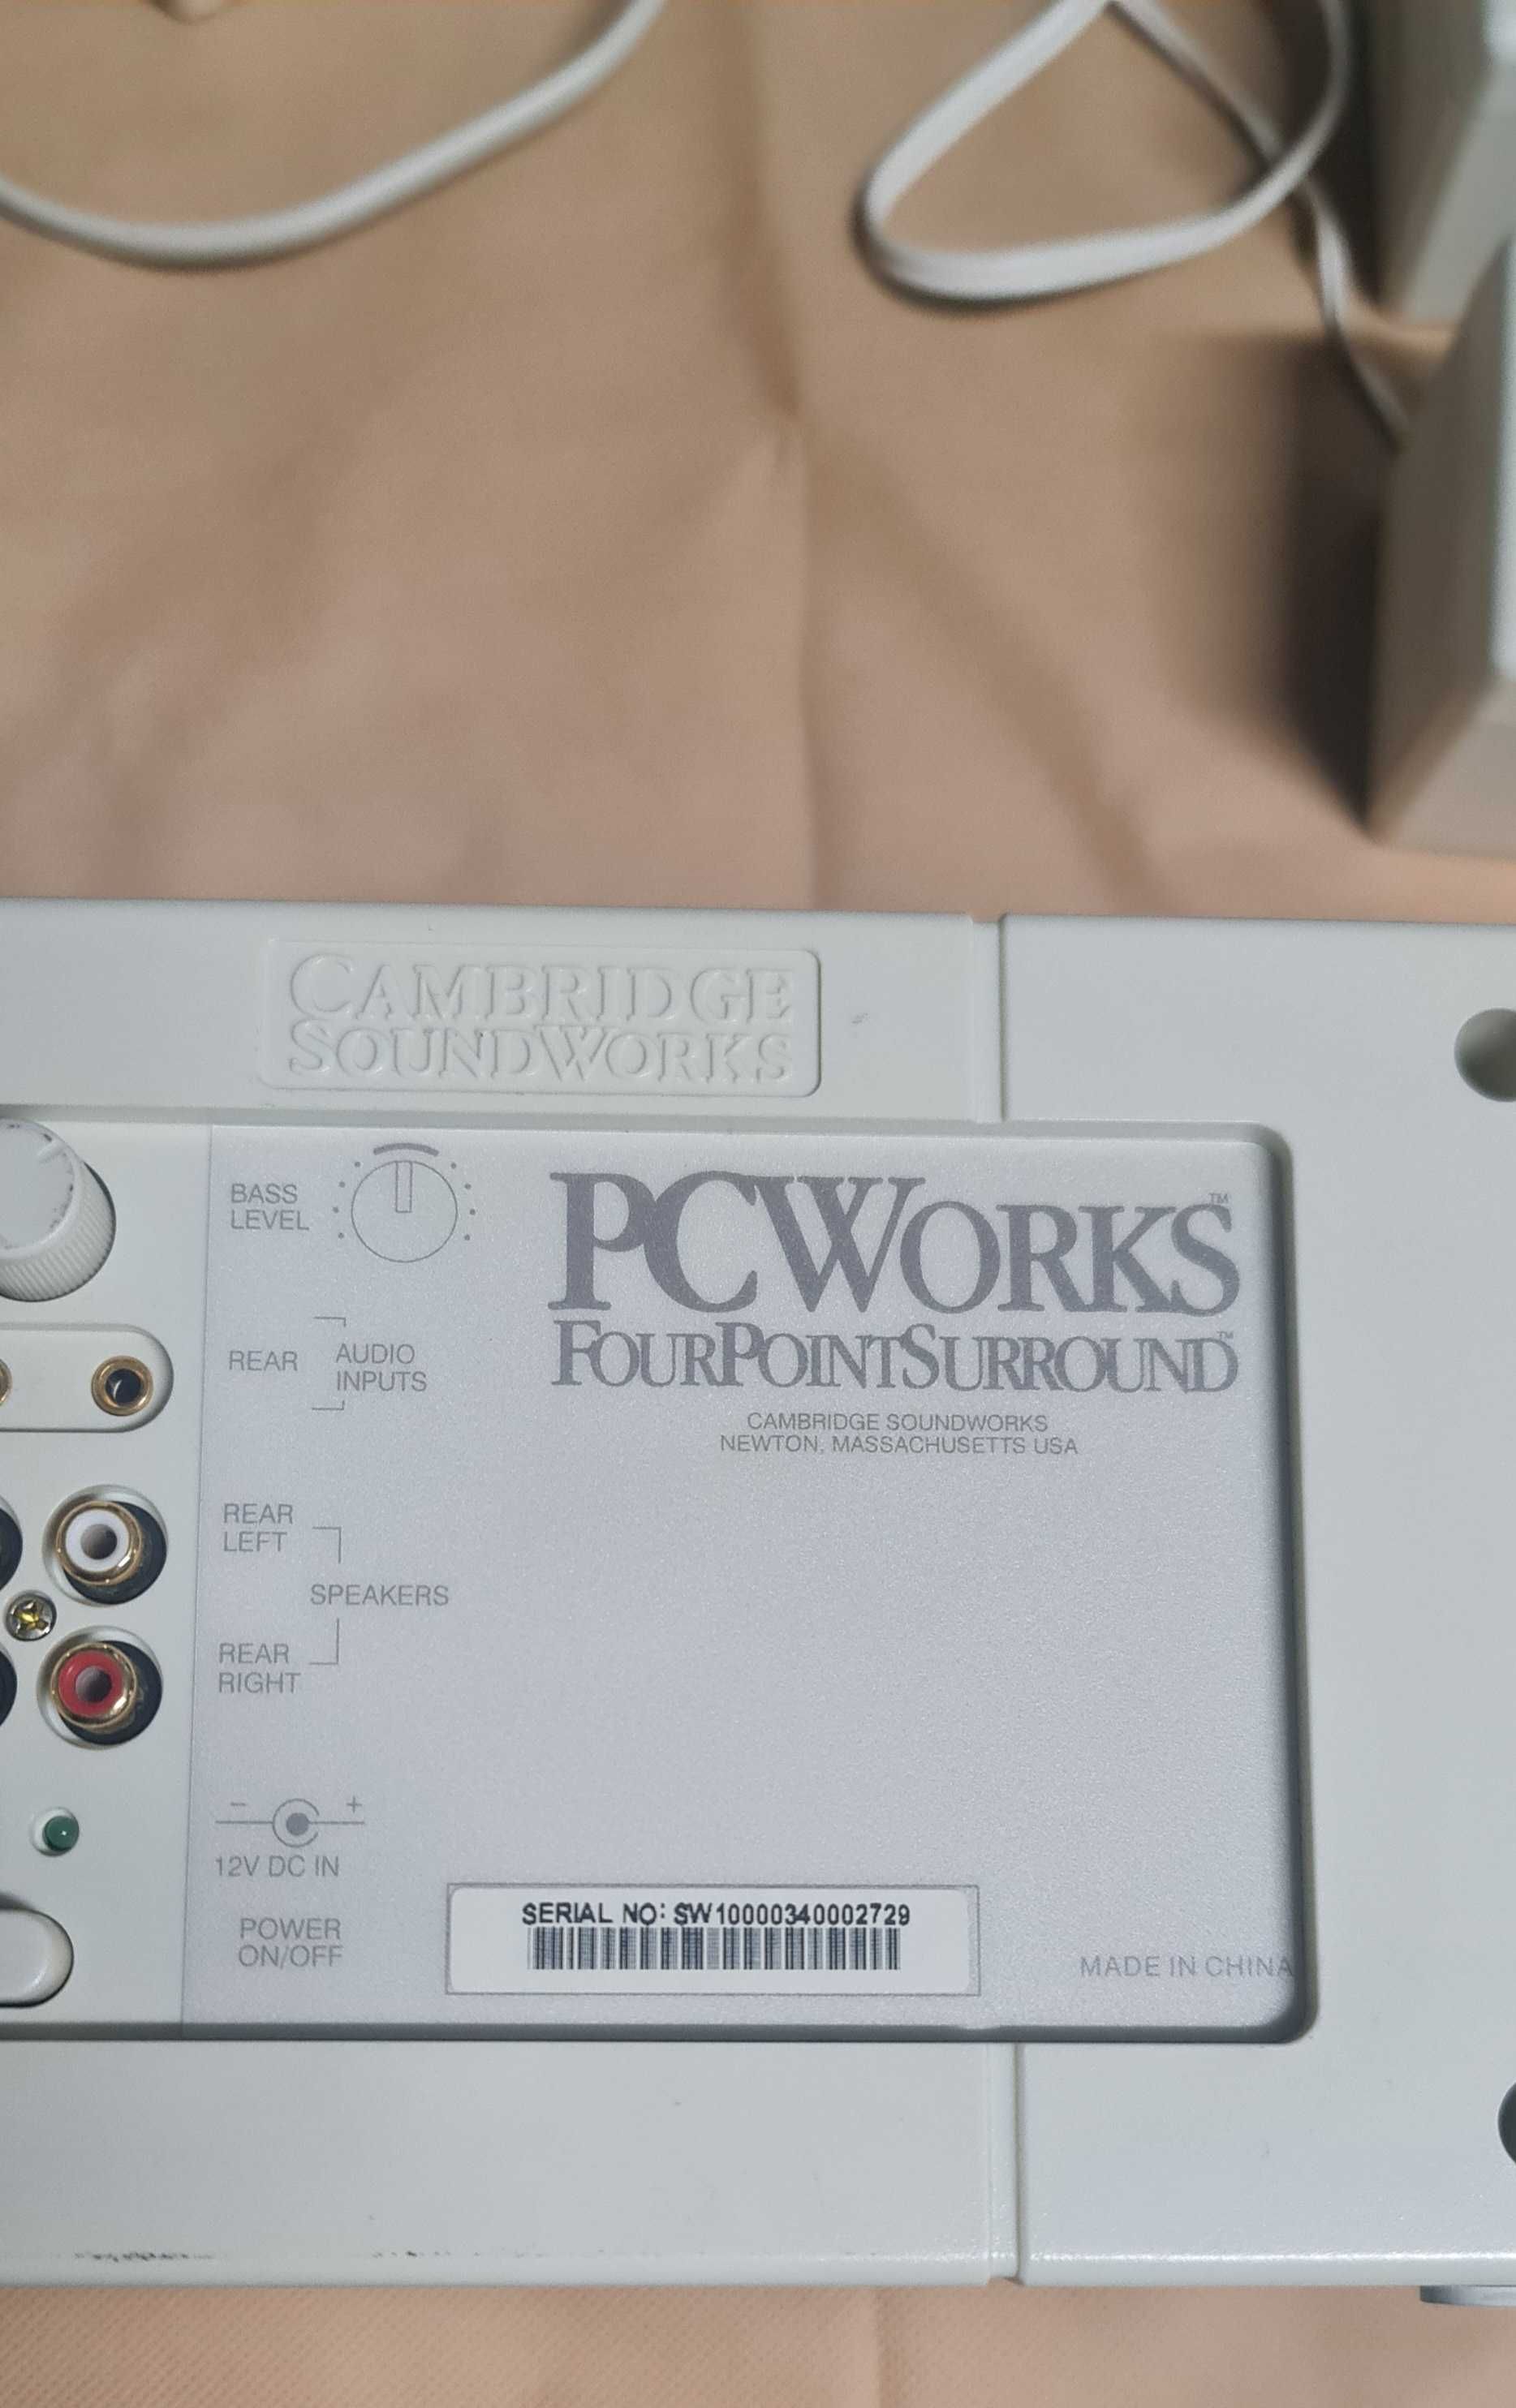 CAMBRIDGE
SOUNDWORKS
BASS
LEVEL
PCWORKS™
FOURPOINTSURROUND™
CAMBRIDGE SOUNDWORKS
NEWTON, MASSACHUSETTS USA
REAR
AUDIO
INPUTS
REAR
LEFT
SPEAKERS
REAR
RIGHT
- +
12V DC IN
POWER
ON/OFF
SERIAL NO: SW10000340002729
MADE IN CHINA